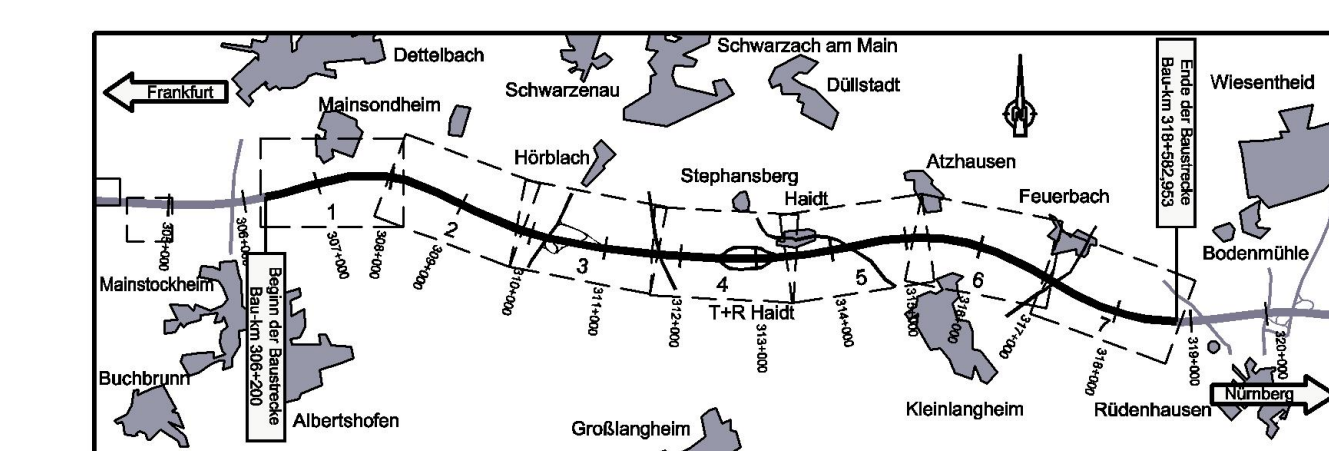 Dettelbach
Schwarzach am Main
Frankfurt
Schwarzenau
Düllstadt
Wiesentheid
Mainsondheim
Ende der Baustrecke
Bau-km 318+582,953
Hörblach
Stephansberg
Atzhausen
Haidt
Feuerbach
Bodenmühle
1
2
3
4
5
6
7
306+000
307+000
308+000
309+000
310+000
311+000
312+000
313+000
314+000
315+000
316+000
317+000
318+000
319+000
320+000
T+R Haidt
Mainstockheim
Beginn der Baustrecke
Bau-km 306+200
Buchbrunn
Albertshofen
Großlangheim
Kleinlangheim
Rüdenhausen
Nürnberg